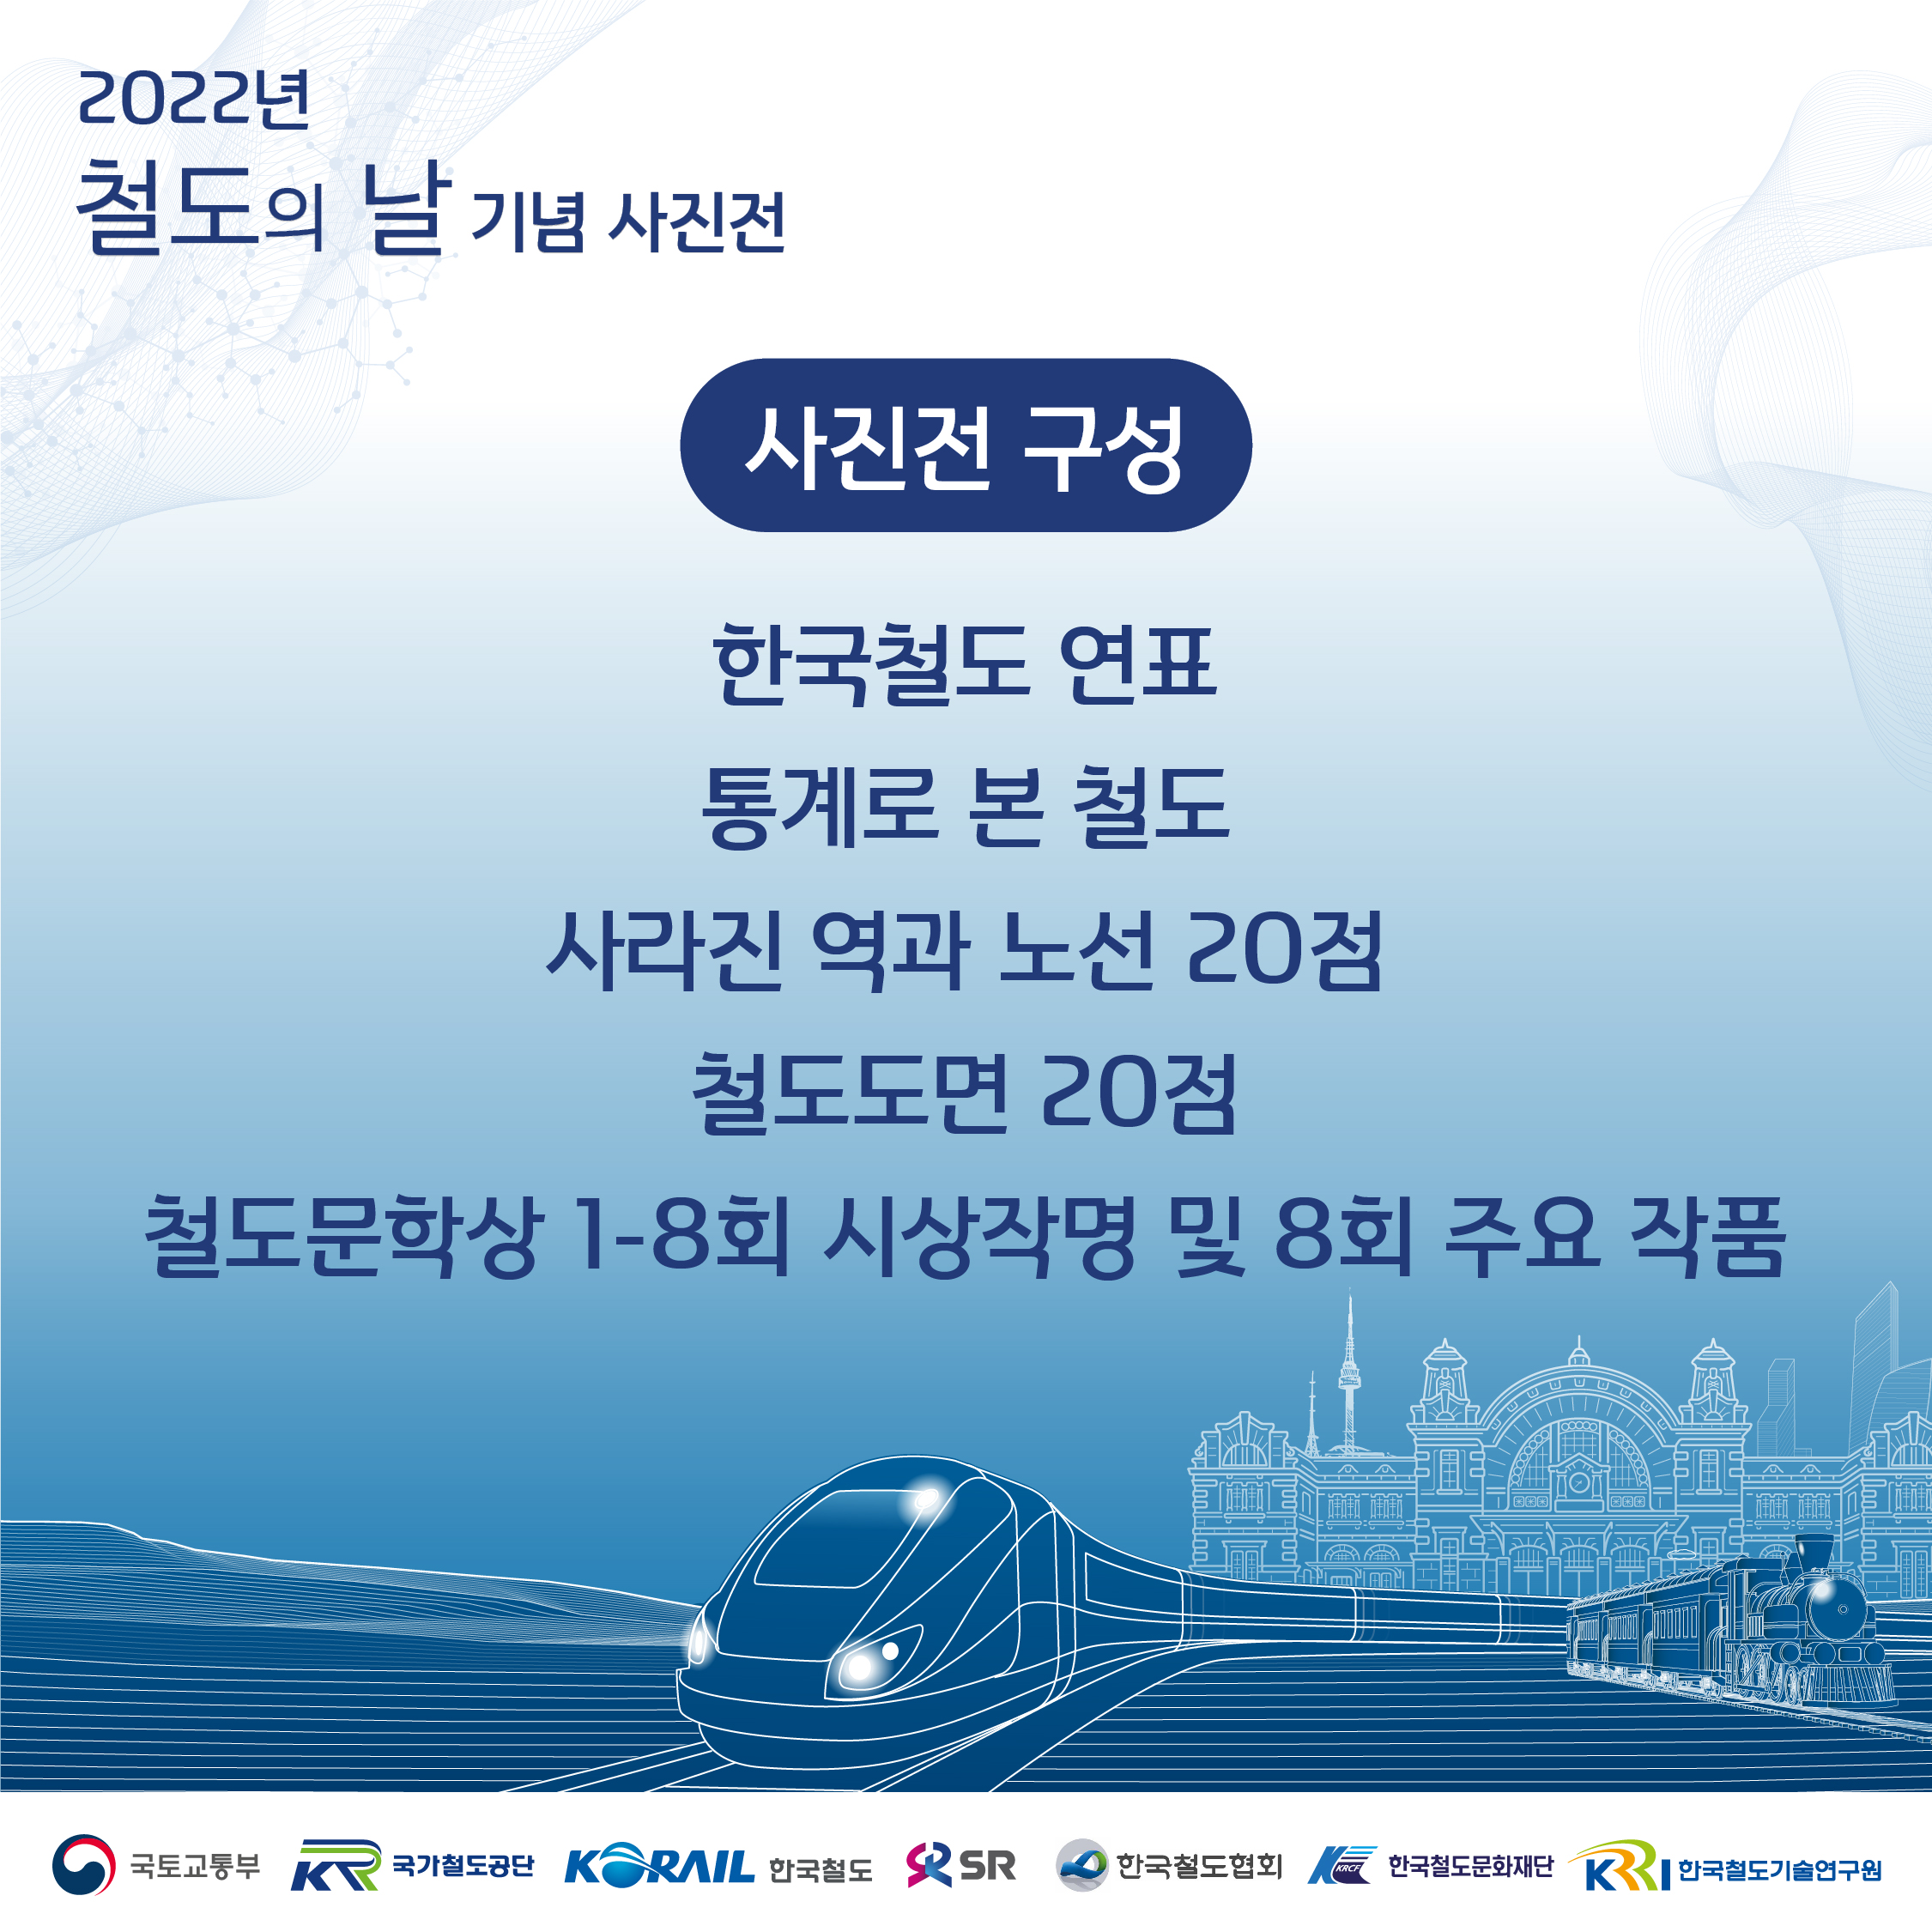 2022년
철도의 날 기념 사진전
사진전 구성
한국철도 연표
통계로 본 철도
사라진 역과 노선 20점
철도도면 20점
철도문학상 1-8회 시상작명 및 8회 주요 작품
국토교통부 KR 국가철도공단 KORAIL 한국철도 SR 한국철도협회 KRCF 한국철도문화재단 KRRI 한국철도기술연구원